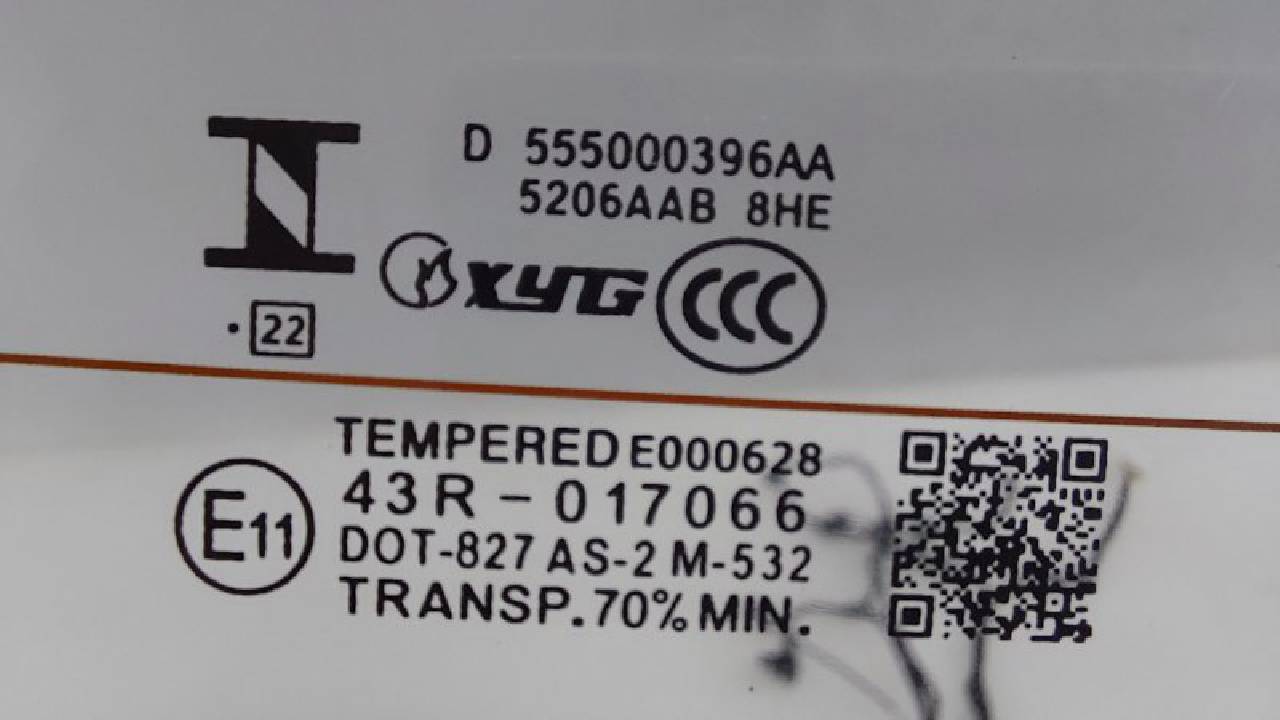 D 555000396AA
5206AAB 8HE
XYG CCC
· 22
TEMPERED E000628
E11
43R-017066
DOT-827 AS-2 M-532
TRANSP.70% MIN.